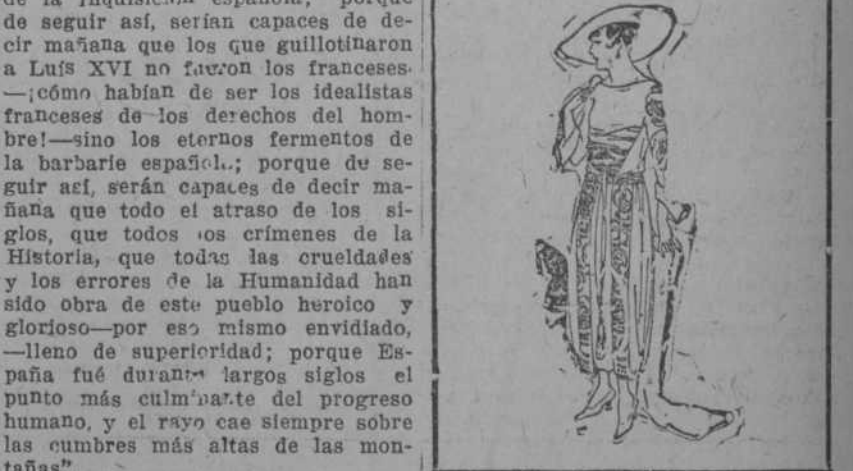 de la Inquisición española; porque
de seguir así, serían capaces de de-
cir mañana que los que guillotinaron
a Luís XVI no fueron los franceses
—¡cómo habían de ser los idealistas
franceses de los derechos del hom-
bre!—sino los eternos fermentos de
la barbarie española; porque de se-
guir así, serán capaces de decir ma-
ñana que todo el atraso de los si-
glos, que todos los crímenes de la
Historia, que todas las crueldades
y los errores de la Humanidad han
sido obra de este pueblo heroico y
glorioso—por eso mismo envidiado,
—lleno de superioridad; porque Es-
paña fué durante largos siglos el
punto más culminante del progreso
humano, y el rayo cae siempre sobre
las cumbres más altas de las mon-
tañas"